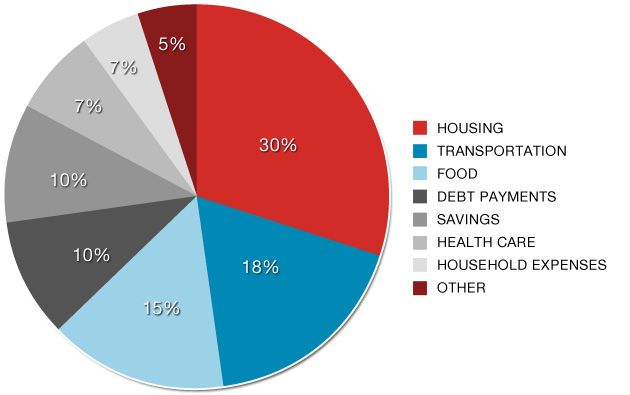 5%
7%
7%
30%
10%
10%
18%
15%
HOUSING
TRANSPORTATION
FOOD
DEBT PAYMENTS
SAVINGS
HEALTH CARE
HOUSEHOLD EXPENSES
OTHER